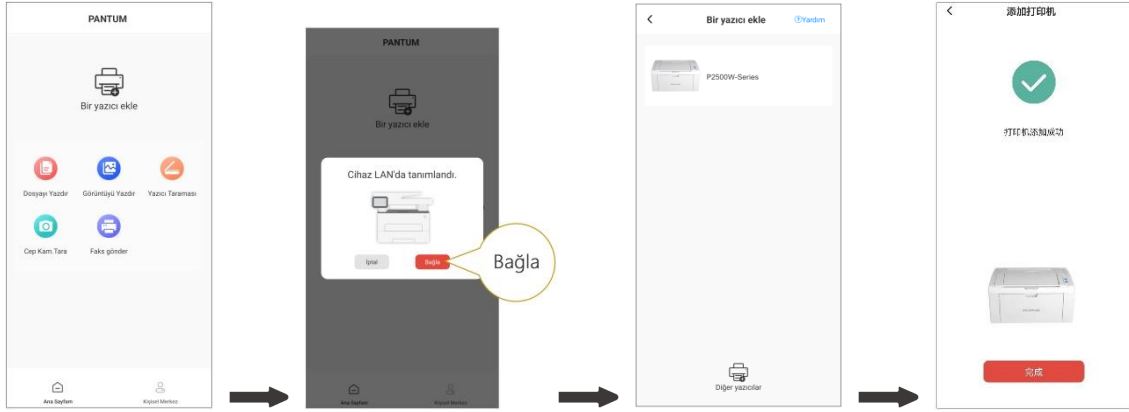 PANTUM
Bir yazıcı ekle
Dosyayı Yazdır
Görüntüyü Yazdır
Yazıcı Taraması
Cep Kam.Tara
Faks gönder
Ana Sayfam
Kişisel Merkez
PANTUM
Bir yazıcı ekle
Cihaz LAN'da tanımlandı.
İptal
Bağla
Bağla
Ana Sayfam
Kişisel Merkez
Bir yazıcı ekle
Yardım
P2500W-Series
Diğer yazıcılar
添加打印机
打印机添加成功
完成